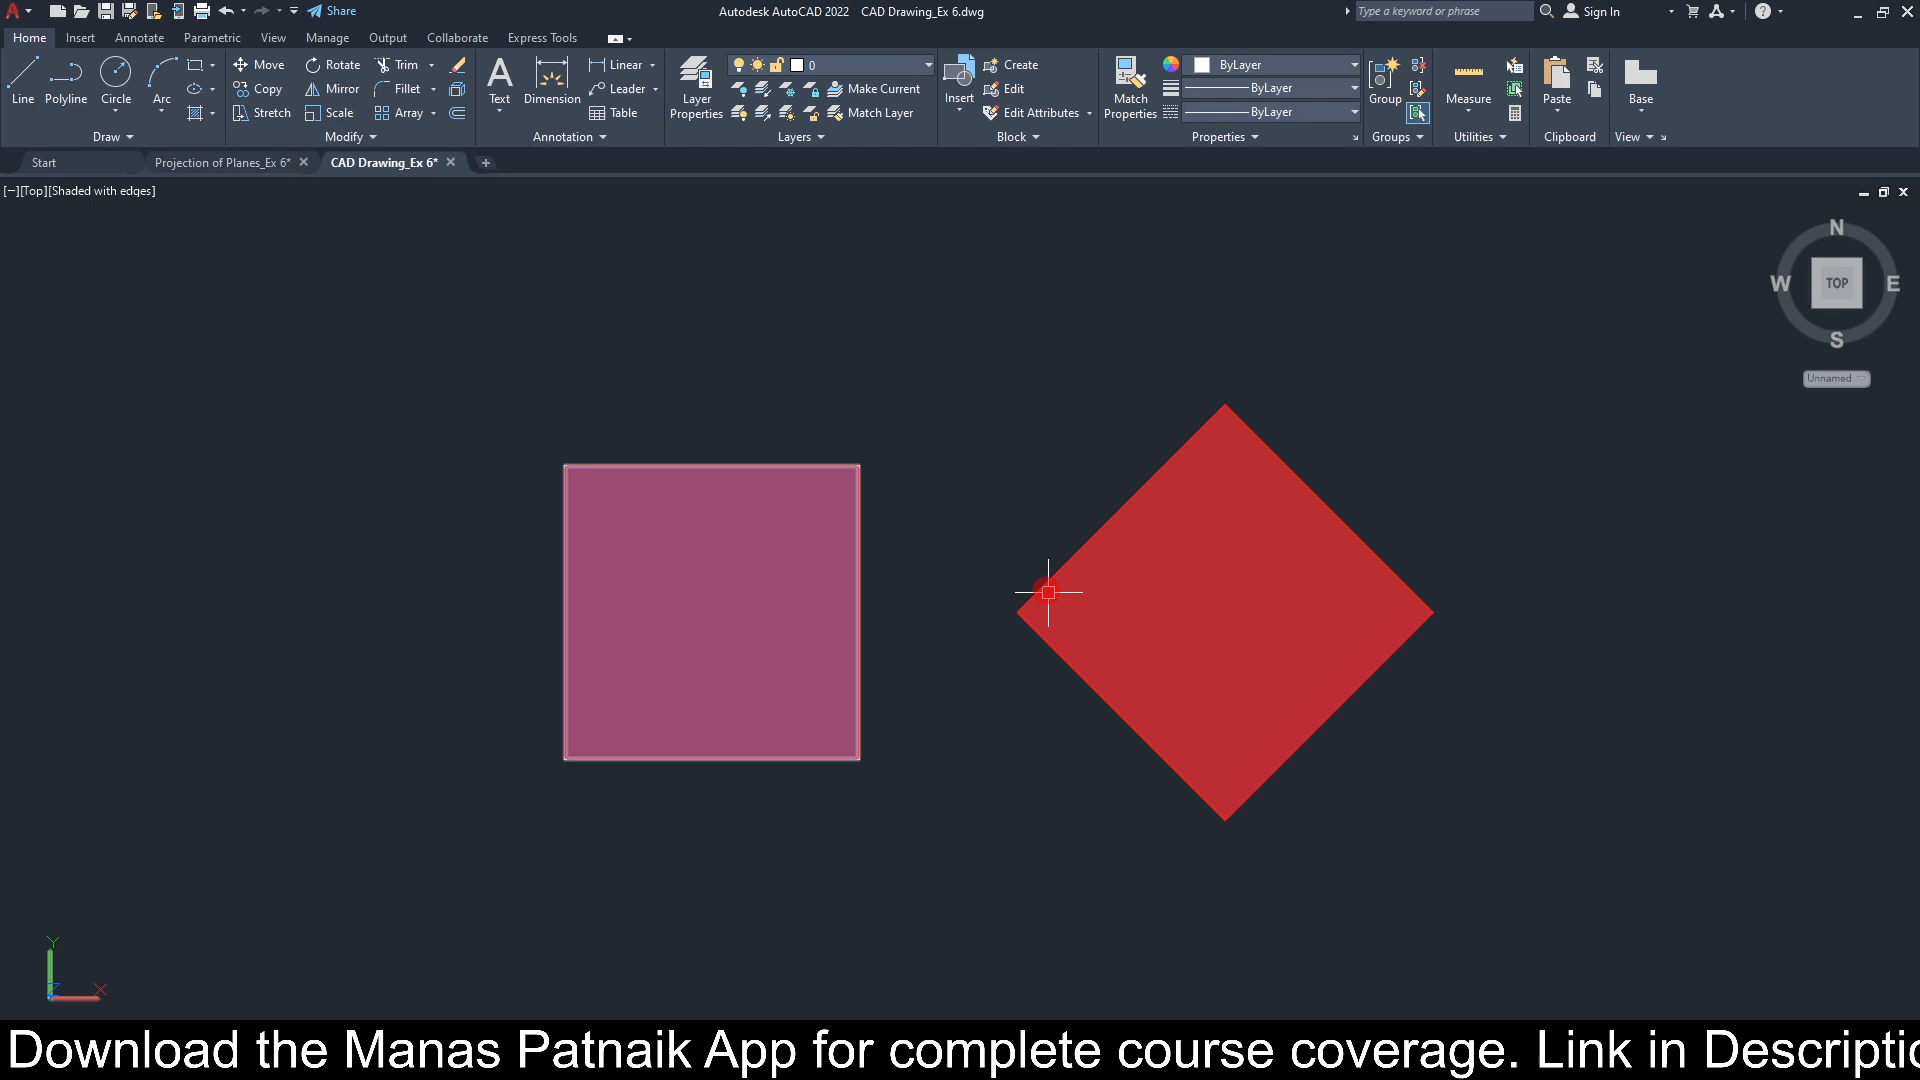 Share
Autodesk AutoCAD 2022 CAD Drawing_Ex 6.dwg
Type a keyword or phrase
Sign In
Home Insert Annotate Parametric View Manage Output Collaborate Express Tools
Line Polyline Circle Arc
Draw
Move Rotate Trim
Copy Mirror Fillet
Stretch Scale Array
Modify
Text Dimension
Linear
Leader
Table
Annotation
Layer
Properties
0
Make Current
Match Layer
Layers
Insert
Create
Edit
Edit Attributes
Block
Match
Properties
ByLayer
ByLayer
ByLayer
Properties
Group
Groups
Measure
Utilities
Paste
Clipboard
Base
View
Start Projection of Planes_Ex 6* CAD Drawing_Ex 6*
[−][Top][Shaded with edges]
N
W TOP E
S
Unnamed
Y
Z
X
Download the Manas Patnaik App for complete course coverage. Link in Descriptio